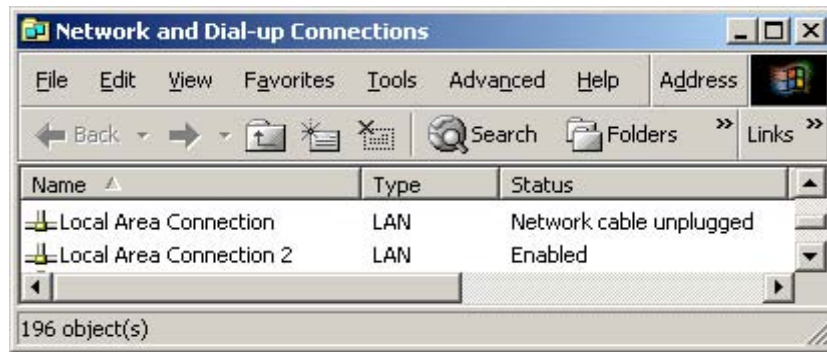 Network and Dial-up Connections
File Edit View Favorites Tools Advanced Help Address
Back Search Folders » Links »
Name Type Status
Local Area Connection LAN Network cable unplugged
Local Area Connection 2 LAN Enabled
196 object(s)